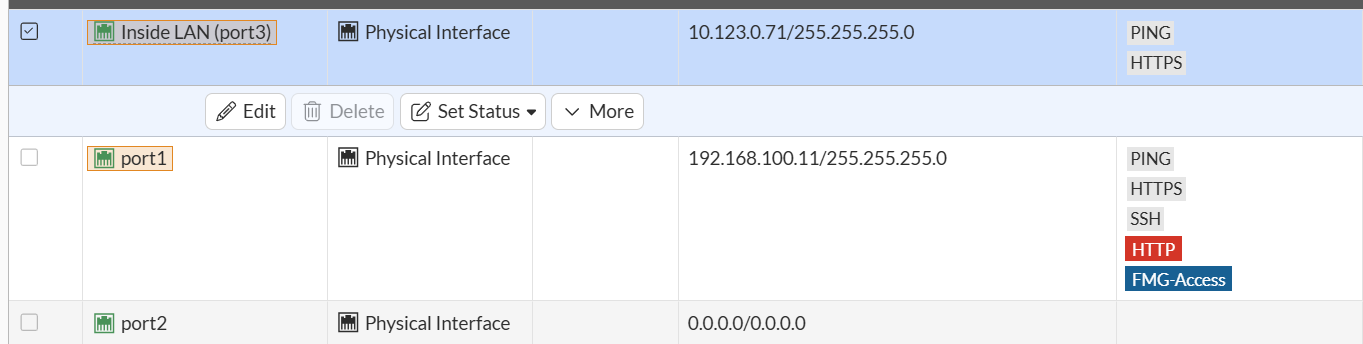 Inside LAN (port3) Physical Interface 10.123.0.71/255.255.255.0 PING
HTTPS
Edit Delete Set Status More
port1 Physical Interface 192.168.100.11/255.255.255.0 PING
HTTPS
SSH
HTTP
FMG-Access
port2 Physical Interface 0.0.0.0/0.0.0.0